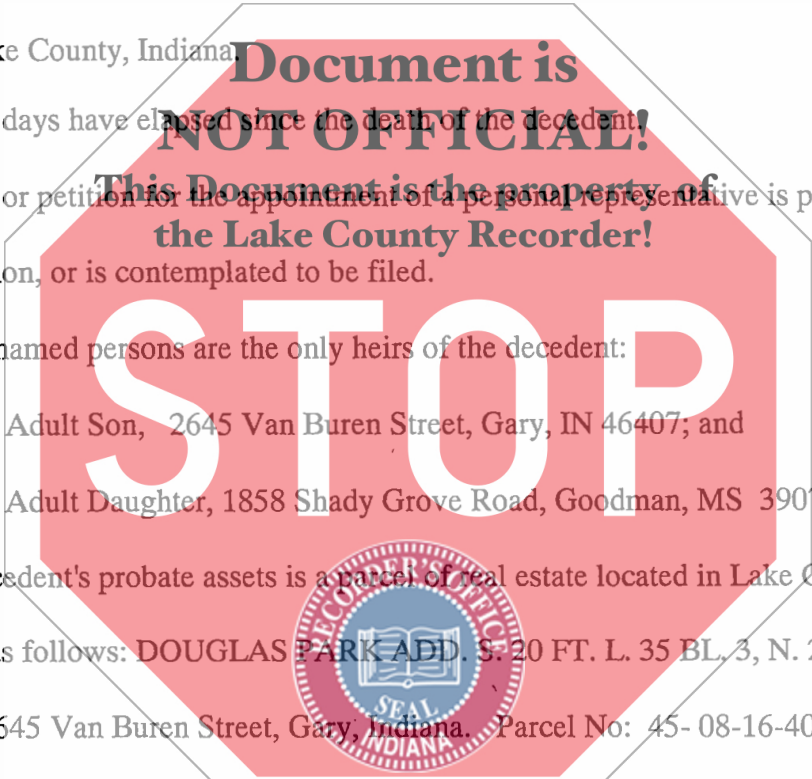 e County, Indiana.
Document is
days have elapsed since the death of the decedent.
NOT OFFICIAL!
or petition for the appointment of a personal representative is p
This Document is the property of
the Lake County Recorder!
on, or is contemplated to be filed.
named persons are the only heirs of the decedent:
STOP
Adult Son, 2645 Van Buren Street, Gary, IN 46407; and
Adult Daughter, 1858 Shady Grove Road, Goodman, MS 390
edent's probate assets is a parcel of real estate located in Lake
s follows: DOUGLAS PARK ADD. S. 20 FT. L. 35 BL. 3, N.
645 Van Buren Street, Gary, Indiana. Parcel No: 45- 08-16-40
RECORDER'S OFFICE
SEAL
INDIANA